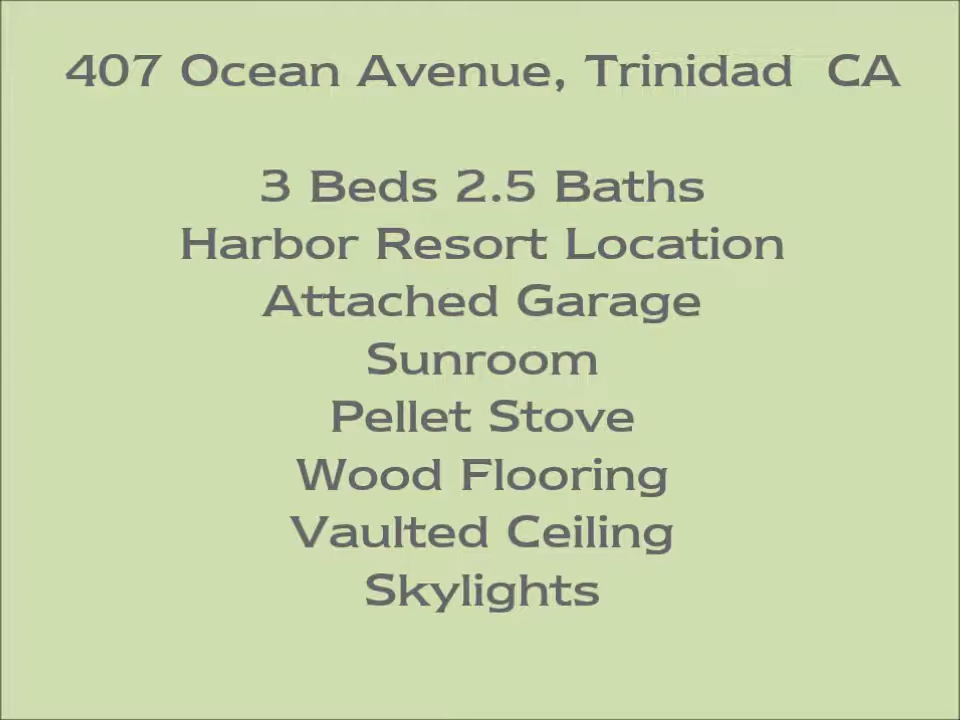 407 Ocean Avenue, Trinidad CA
3 Beds 2.5 Baths
Harbor Resort Location
Attached Garage
Sunroom
Pellet Stove
Wood Flooring
Vaulted Ceiling
Skylights